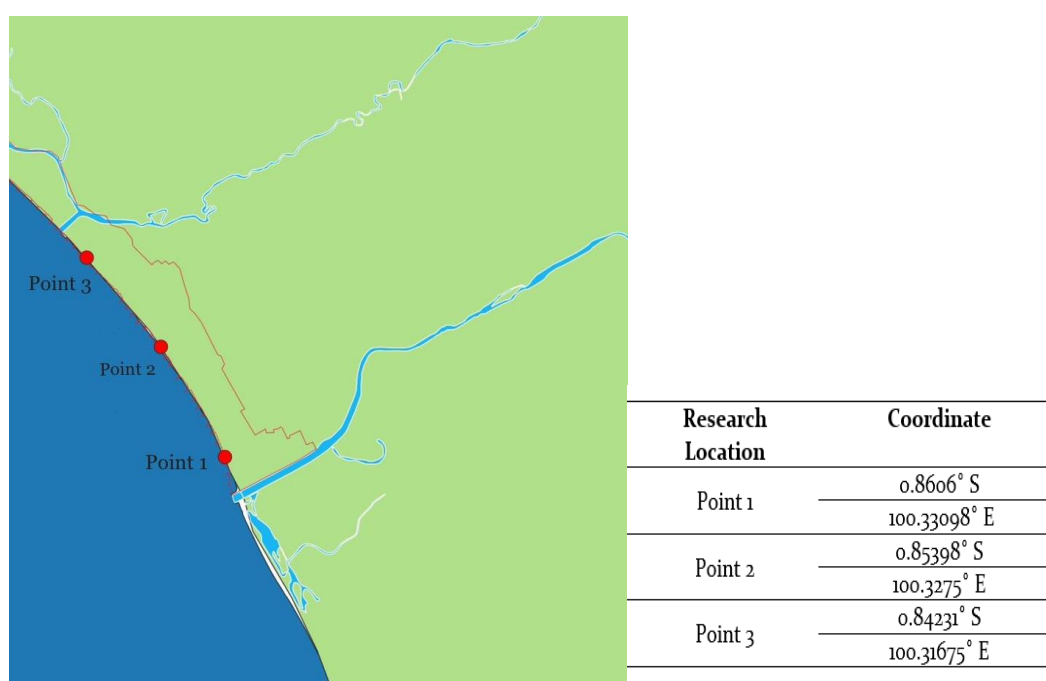 Point 3
Point 2
Point 1
Research Location Coordinate
Point 1 0.8606° S
100.33098° E
Point 2 0.85398° S
100.3275° E
Point 3 0.84231° S
100.31675° E